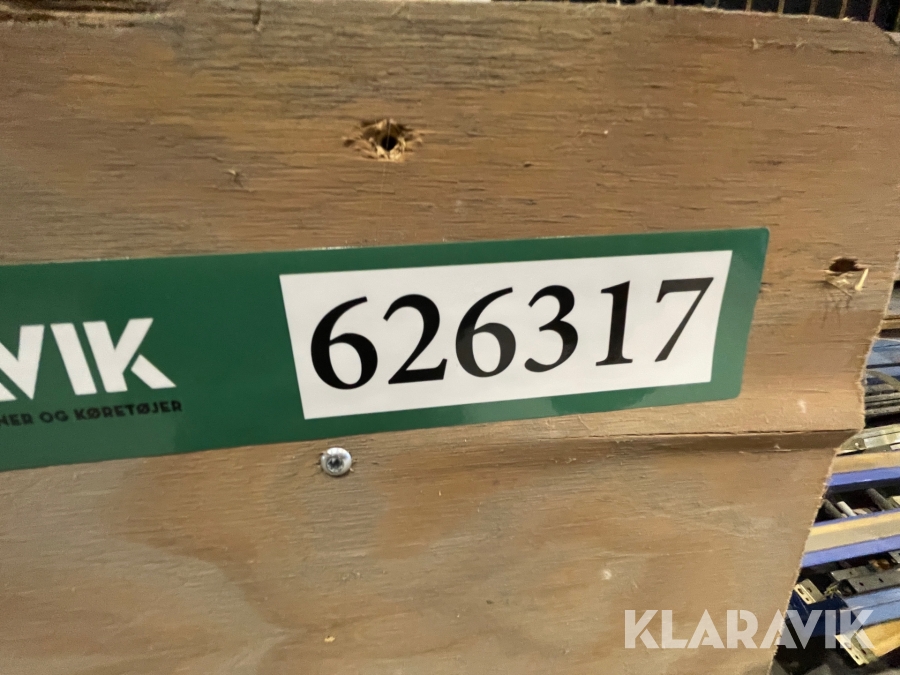 626317
VIK
OG KØRETØJER
KLARAVIK